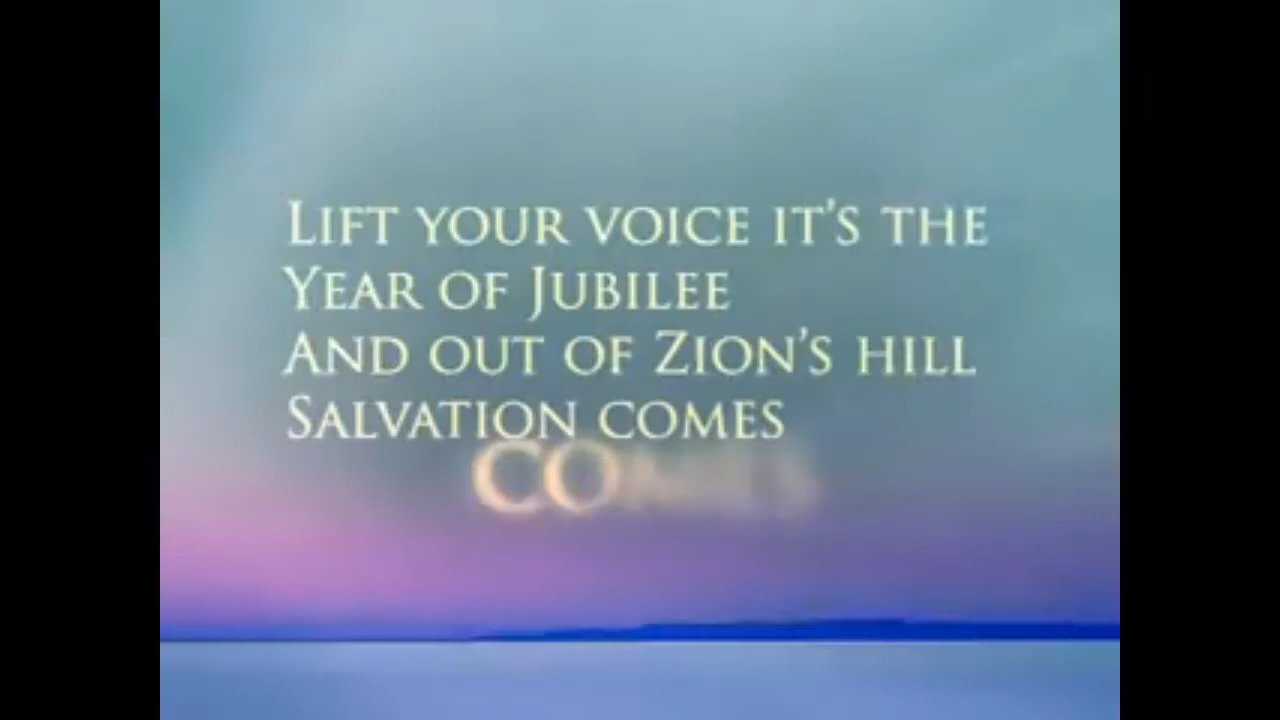 LIFT YOUR VOICE IT'S THE
YEAR OF JUBILEE
AND OUT OF ZION'S HILL
SALVATION COMES